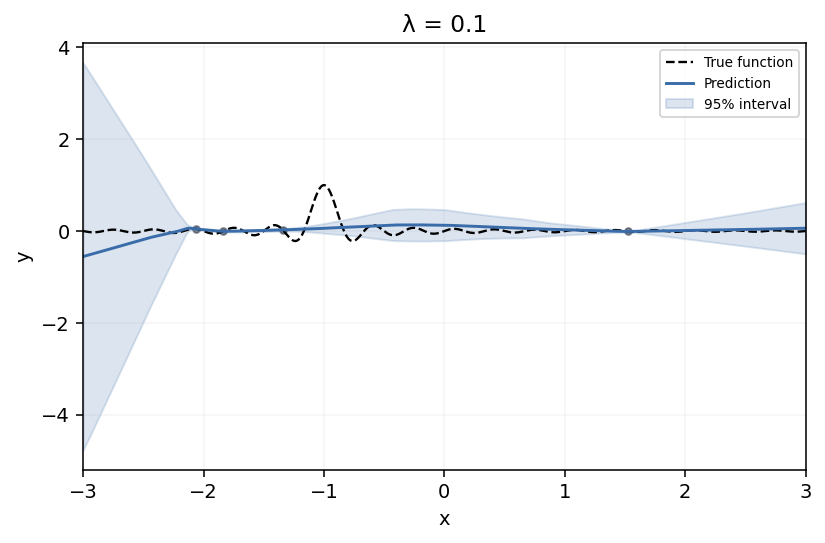 λ = 0.1
4
2
0
−2
−4
y
True function
Prediction
95% interval
−3
−2
−1
0
1
2
3
x